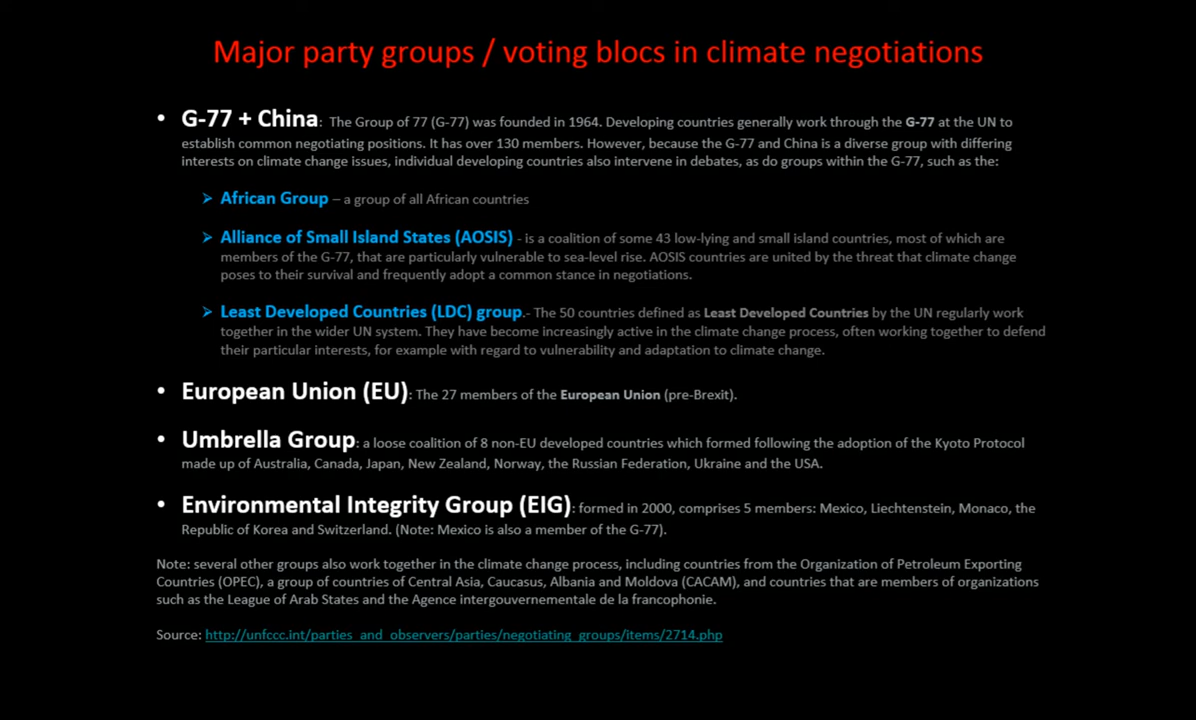 Major party groups / voting blocs in climate negotiations
• G-77 + China: The Group of 77 (G-77) was founded in 1964. Developing countries generally work through the G-77 at the UN to
establish common negotiating positions. It has over 130 members. However, because the G-77 and China is a diverse group with differing
interests on climate change issues, individual developing countries also intervene in debates, as do groups within the G-77, such as the:
➢ African Group – a group of all African countries
➢ Alliance of Small Island States (AOSIS) - is a coalition of some 43 low-lying and small island countries, most of which are
members of the G-77, that are particularly vulnerable to sea-level rise. AOSIS countries are united by the threat that climate change
poses to their survival and frequently adopt a common stance in negotiations.
➢ Least Developed Countries (LDC) group.- The 50 countries defined as Least Developed Countries by the UN regularly work
together in the wider UN system. They have become increasingly active in the climate change process, often working together to defend
their particular interests, for example with regard to vulnerability and adaptation to climate change.
• European Union (EU): The 27 members of the European Union (pre-Brexit).
• Umbrella Group: a loose coalition of 8 non-EU developed countries which formed following the adoption of the Kyoto Protocol
made up of Australia, Canada, Japan, New Zealand, Norway, the Russian Federation, Ukraine and the USA.
• Environmental Integrity Group (EIG): formed in 2000, comprises 5 members: Mexico, Liechtenstein, Monaco, the
Republic of Korea and Switzerland. (Note: Mexico is also a member of the G-77).
Note: several other groups also work together in the climate change process, including countries from the Organization of Petroleum Exporting
Countries (OPEC), a group of countries of Central Asia, Caucasus, Albania and Moldova (CACAM), and countries that are members of organizations
such as the League of Arab States and the Agence intergouvernementale de la francophonie.
Source: http://unfccc.int/parties_and_observers/parties/negotiating_groups/items/2714.php